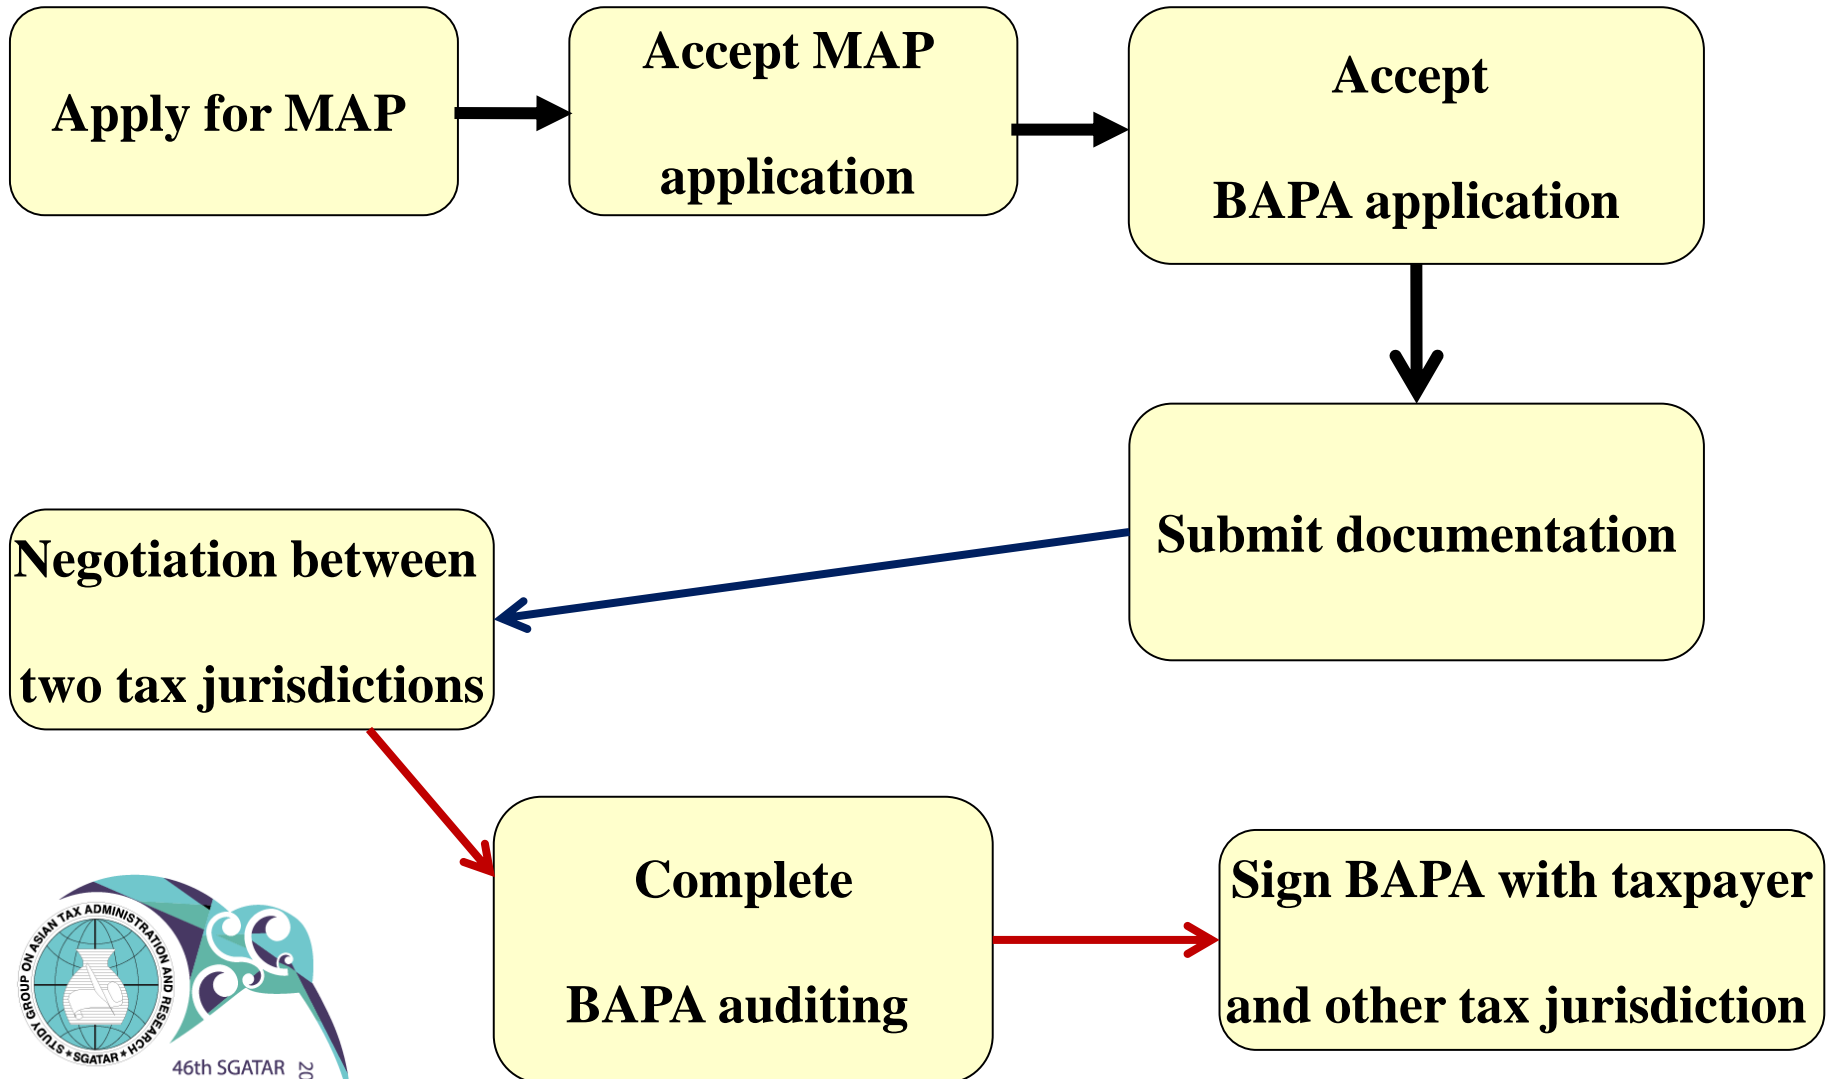 Apply for MAP
Accept MAP
application
Accept
BAPA application
Submit documentation
Negotiation between
two tax jurisdictions
Complete
BAPA auditing
Sign BAPA with taxpayer
and other tax jurisdiction
STUDY GROUP ON ASIAN TAX ADMINISTRATION AND RESEARCH
*SGATAR*
46th SGATAR
20